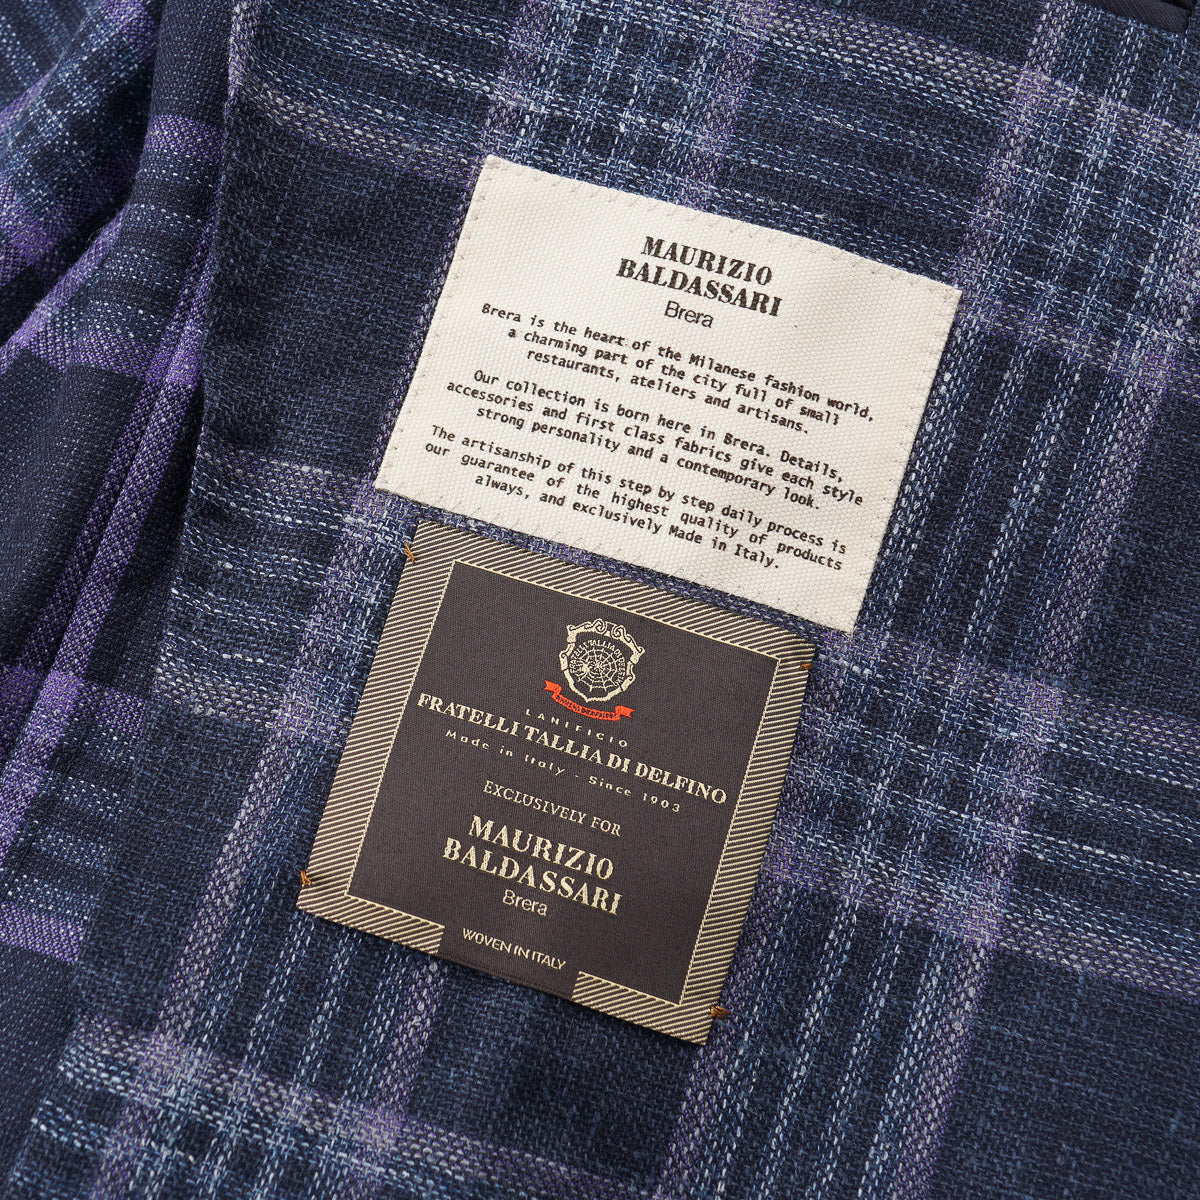 MAURIZIO
BALDASSARI
Brera
Brera is the heart of the Milanese fashion world,
a charming part of the city full of small
restaurants, ateliers and artisans.
Our collection is born here in Brera. Details,
accessories and first class fabrics give each style
strong personality and a contemporary look.
The artisanship of this step by step daily process is
our guarantee of the highest quality of products
always, and exclusively Made in Italy.
FRATELLI TALLIA DI DELFINO
LANIFICIO
FRATELLI TALLIA DI DELFINO
Made in Italy - Since 1903
EXCLUSIVELY FOR
MAURIZIO
BALDASSARI
Brera
WOVEN IN ITALY